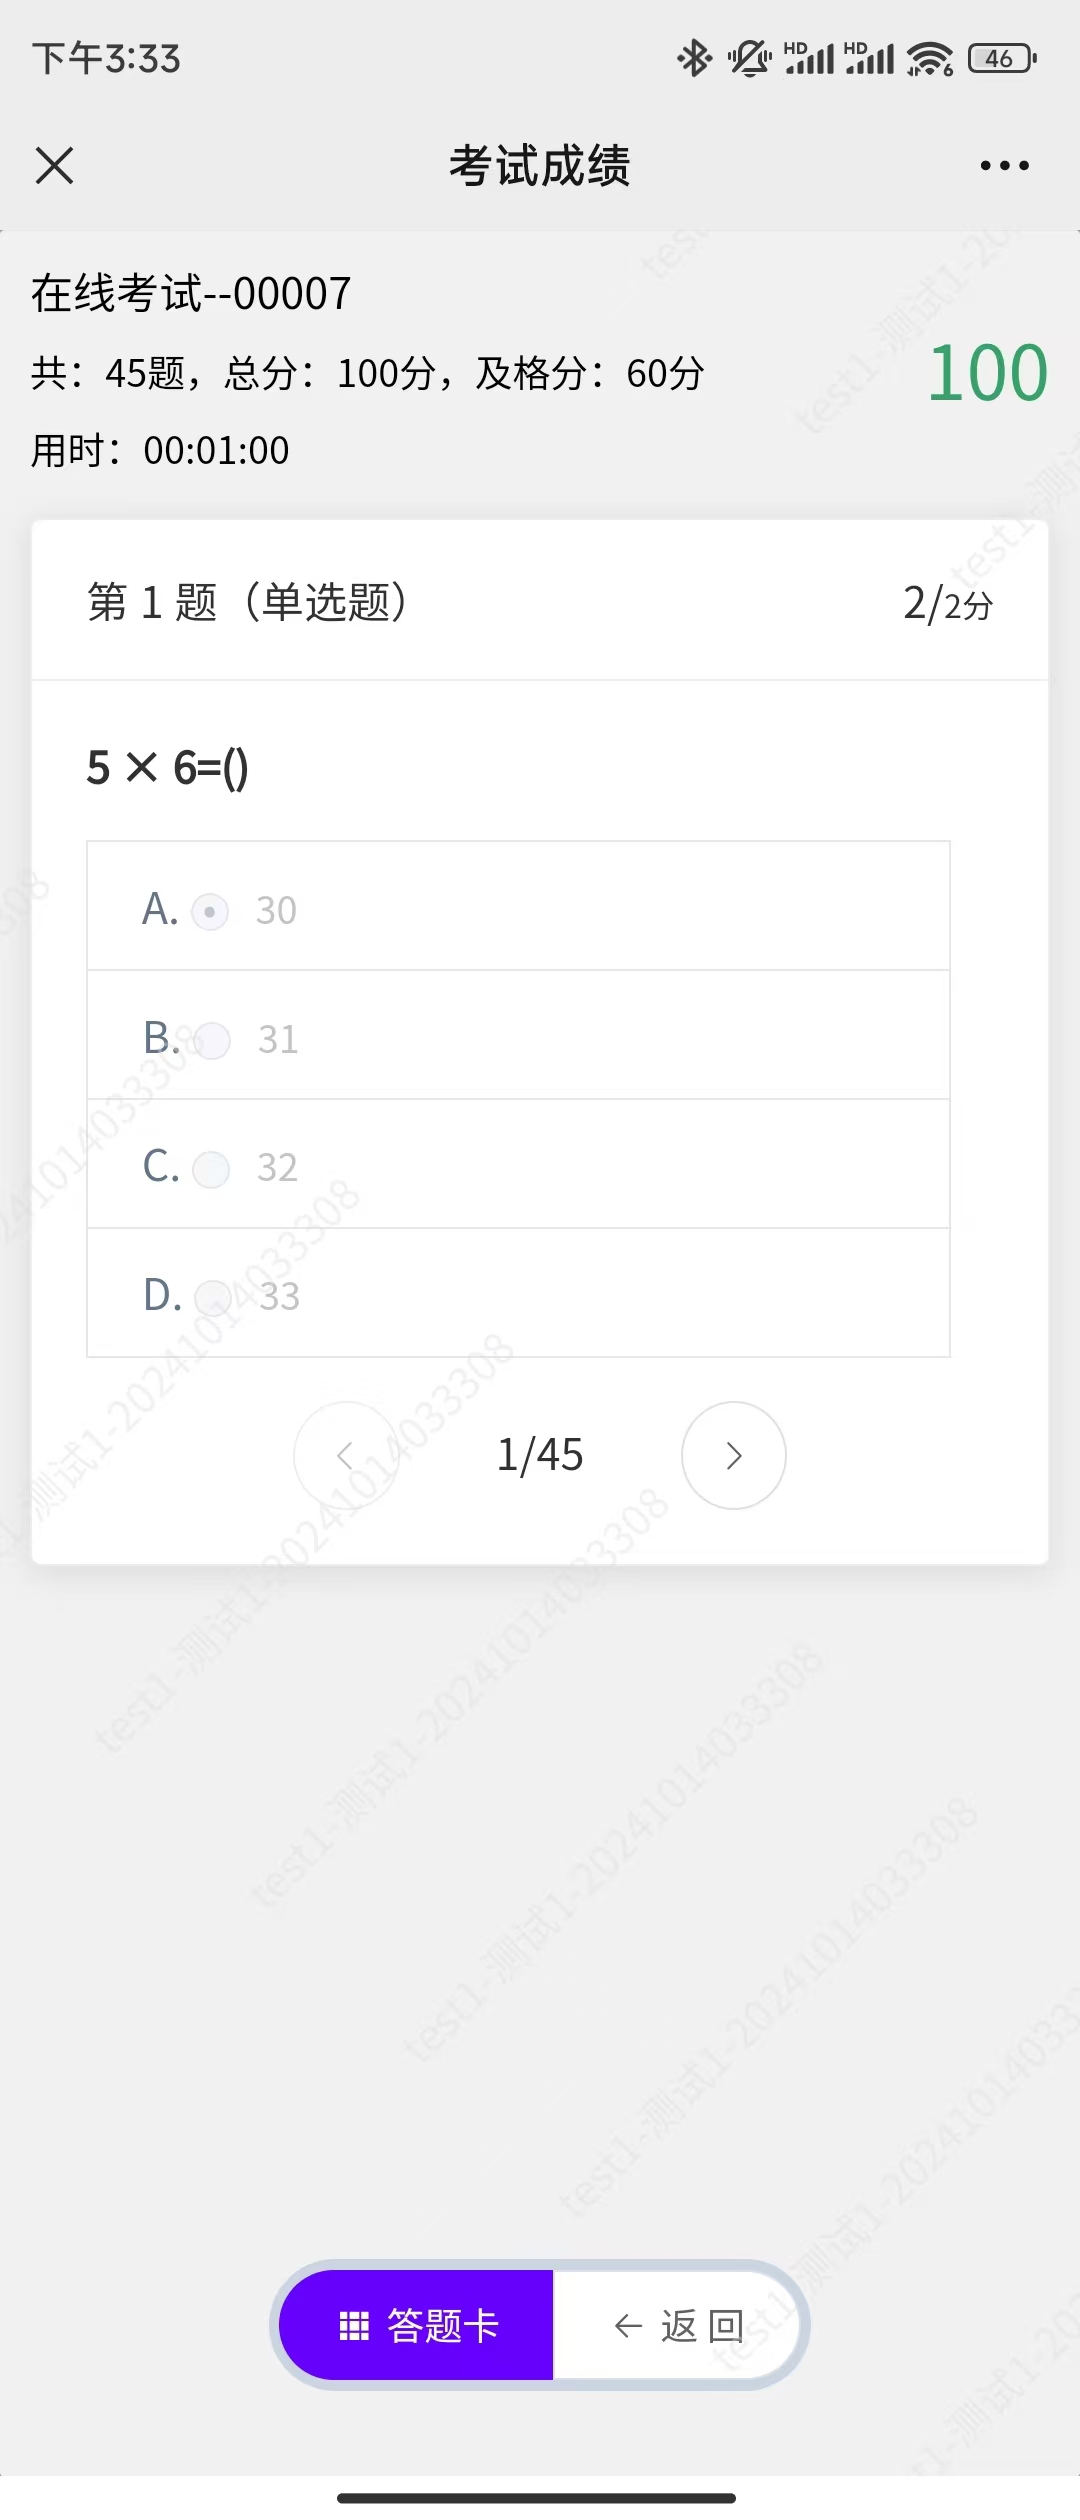 下午3:33
HD HD 6 46
考试成绩
在线考试--00007
共：45题，总分：100分，及格分：60分
100
用时：00:01:00
第 1 题（单选题）
2/2分
5 × 6=()
A. 30
B. 31
C. 32
D. 33
1/45
答题卡
返 回
test1-测试1-20241014033308